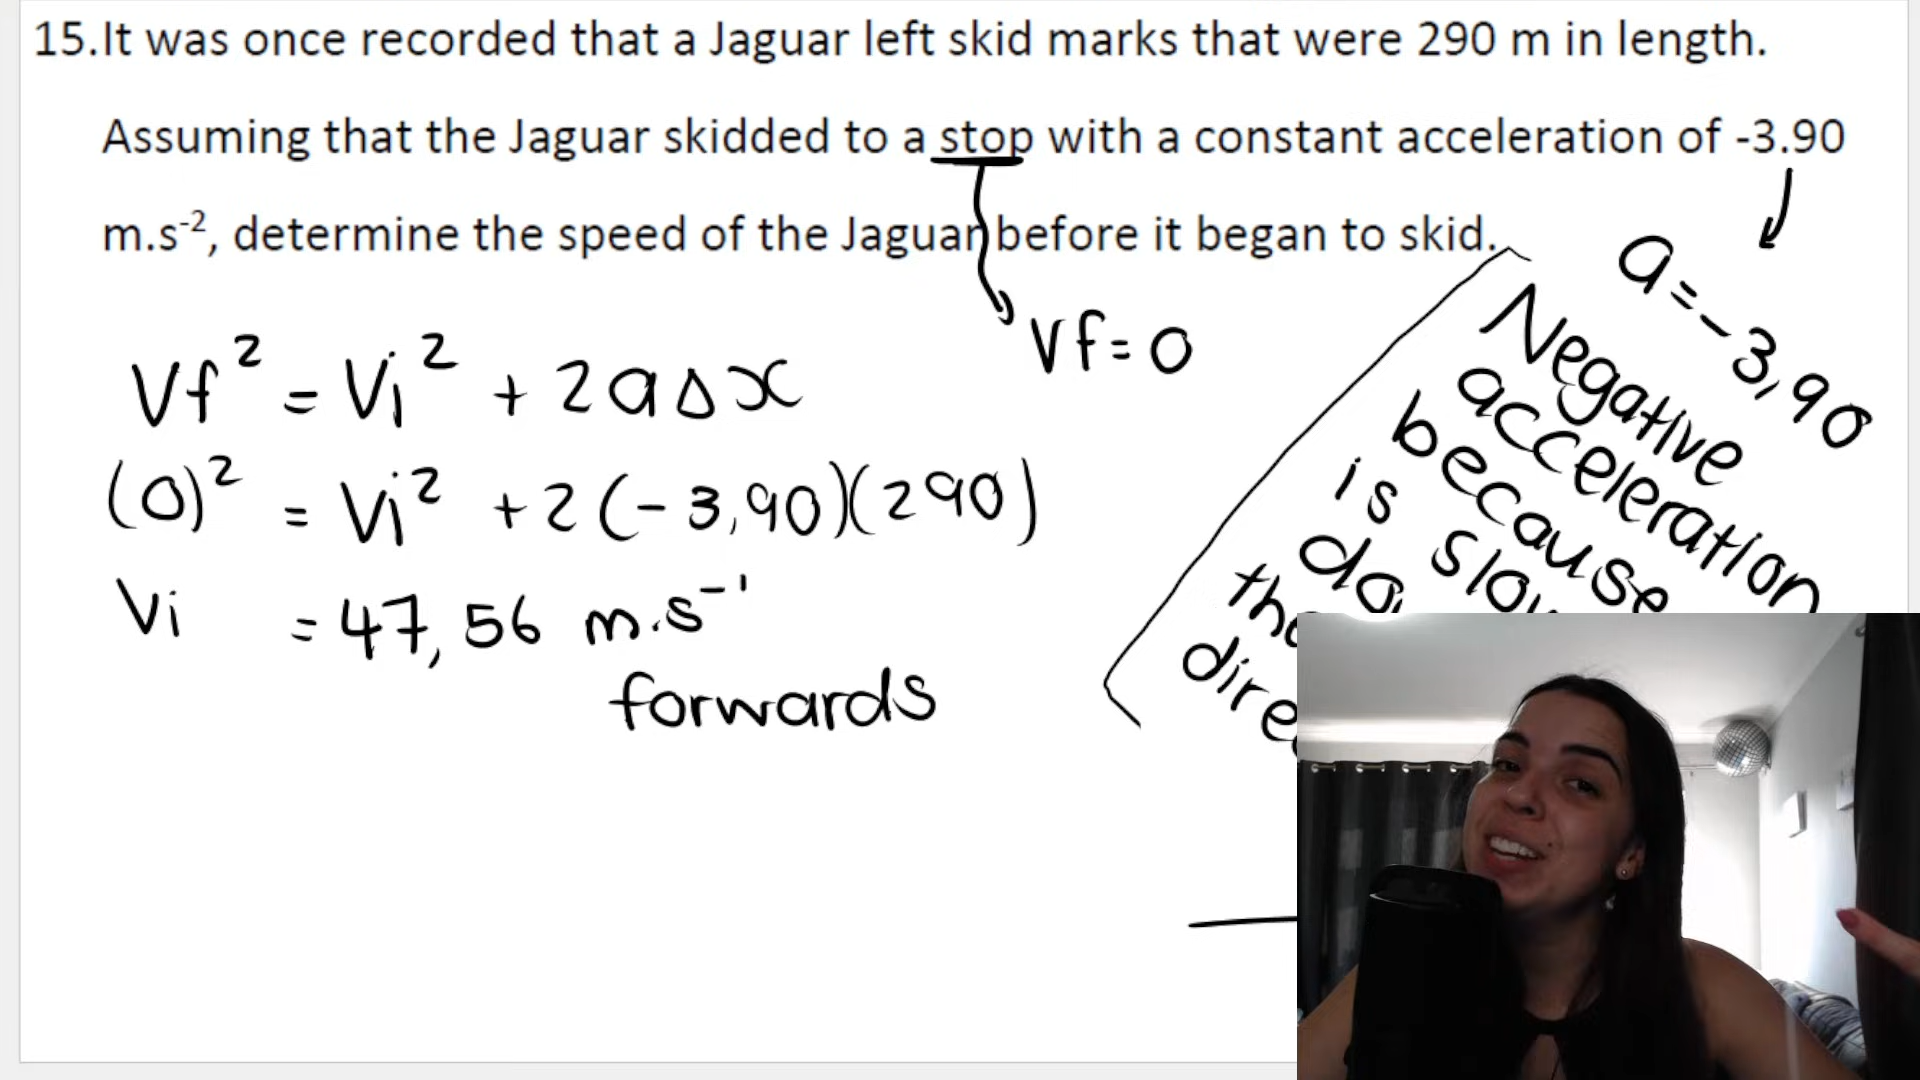 15.It was once recorded that a Jaguar left skid marks that were 290 m in length.
Assuming that the Jaguar skidded to a stop with a constant acceleration of -3.90
m.s-2, determine the speed of the Jaguar before it began to skid.
a = -3,90
Vf = 0
Vf² = Vi² + 2aΔx
(0)² = Vi² + 2(-3,90)(290)
Vi = 47,56 m.s⁻¹
forwards
Negative
acceleration
because
is